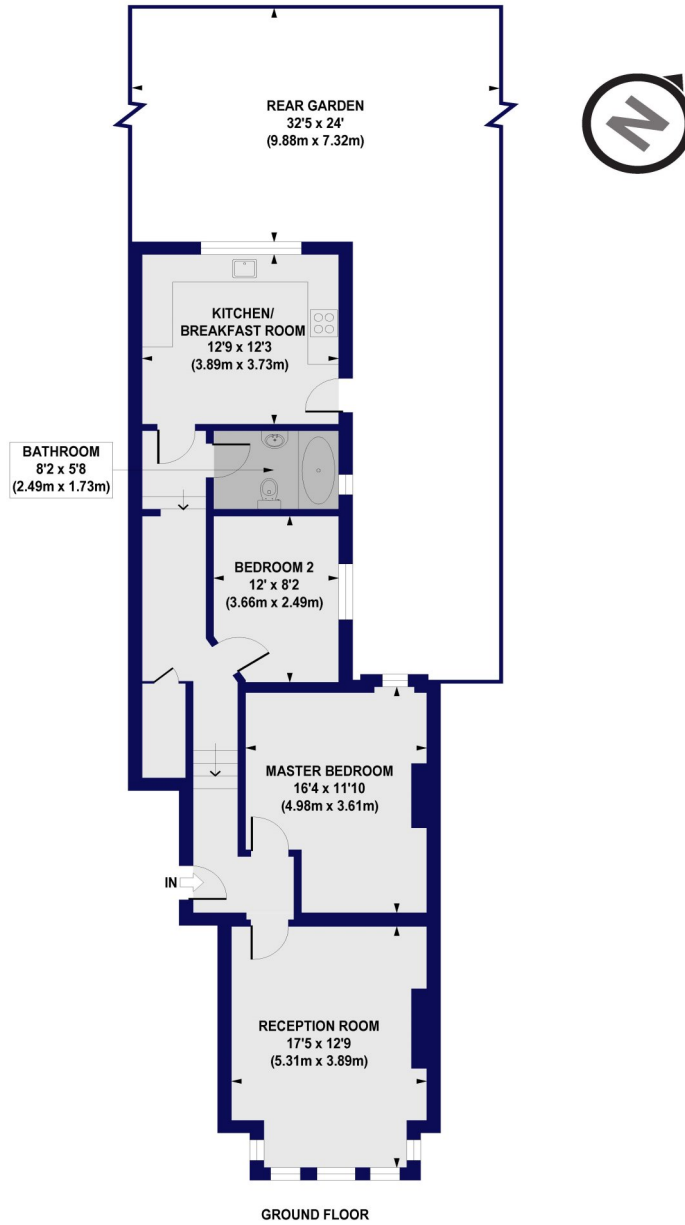 REAR GARDEN
32'5 x 24'
(9.88m x 7.32m)
N
KITCHEN/
BREAKFAST ROOM
12'9 x 12'3
(3.89m x 3.73m)
BATHROOM
8'2 x 5'8
(2.49m x 1.73m)
BEDROOM 2
12' x 8'2
(3.66m x 2.49m)
MASTER BEDROOM
16'4 x 11'10
(4.98m x 3.61m)
IN
RECEPTION ROOM
17'5 x 12'9
(5.31m x 3.89m)
GROUND FLOOR